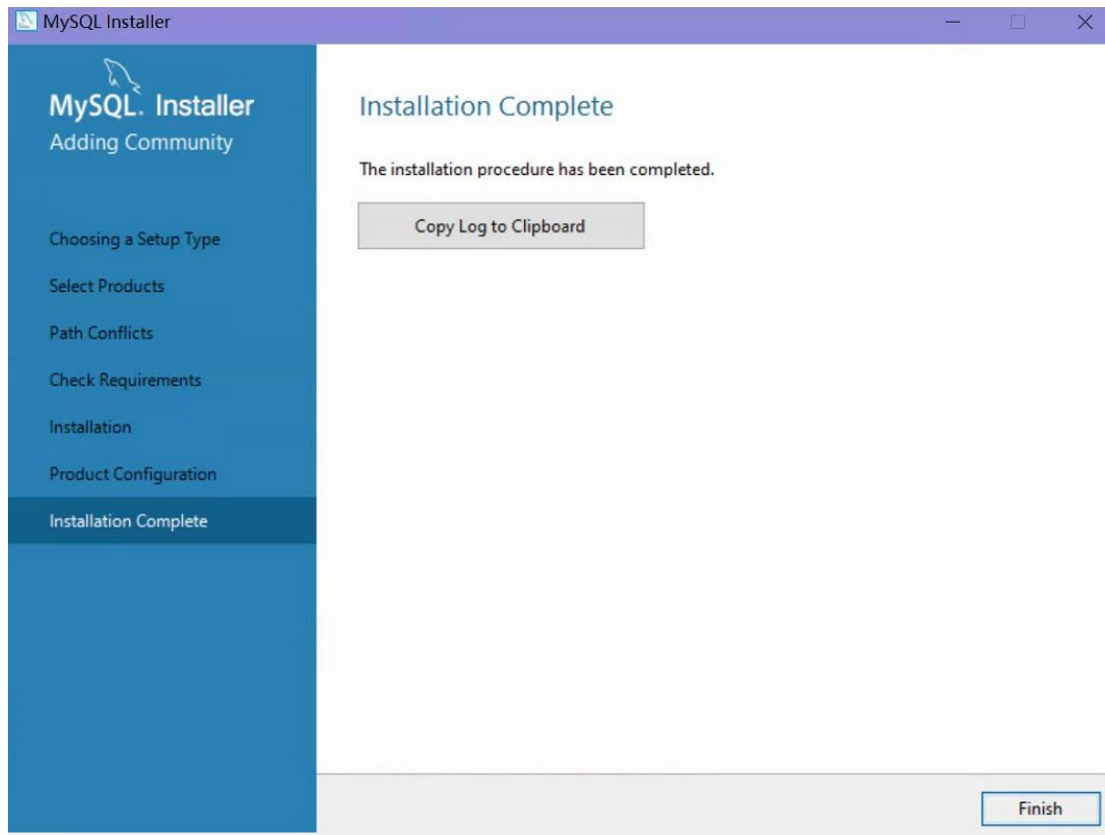 MySQL Installer
MySQL. Installer
Adding Community
Choosing a Setup Type
Select Products
Path Conflicts
Check Requirements
Installation
Product Configuration
Installation Complete
Installation Complete
The installation procedure has been completed.
Copy Log to Clipboard
Finish